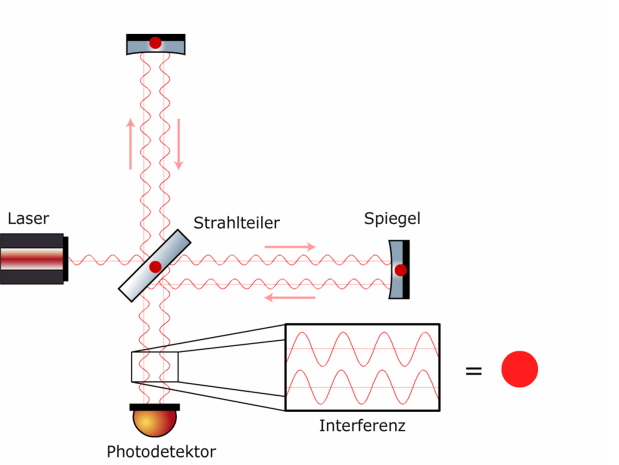 Laser
Strahlteiler
Spiegel
=
Interferenz
Photodetektor